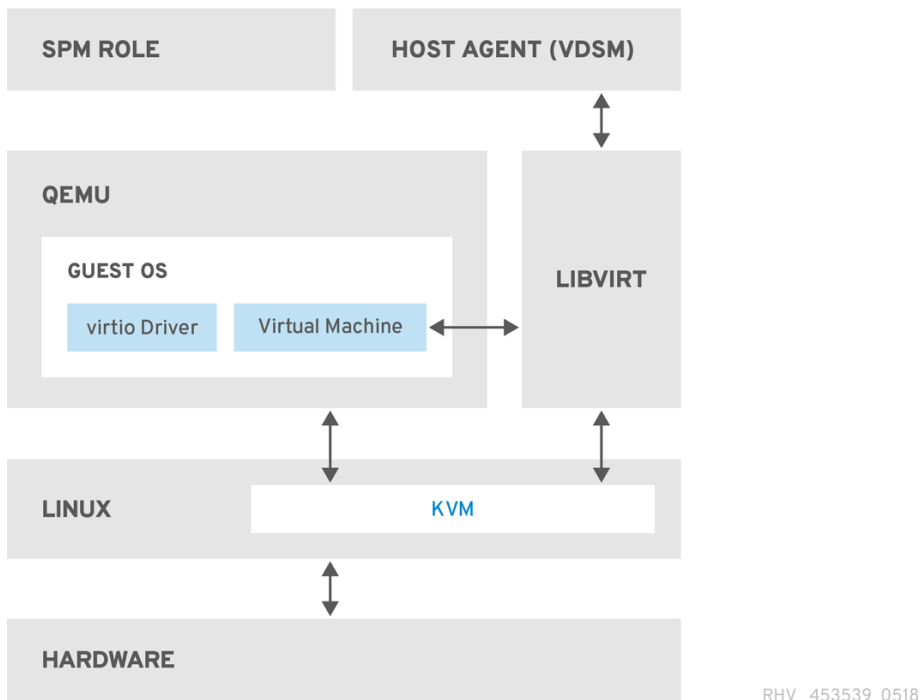 SPM ROLE
HOST AGENT (VDSM)
QEMU
GUEST OS
virtio Driver
Virtual Machine
LIBVIRT
LINUX
KVM
HARDWARE
RHV_453539_0518